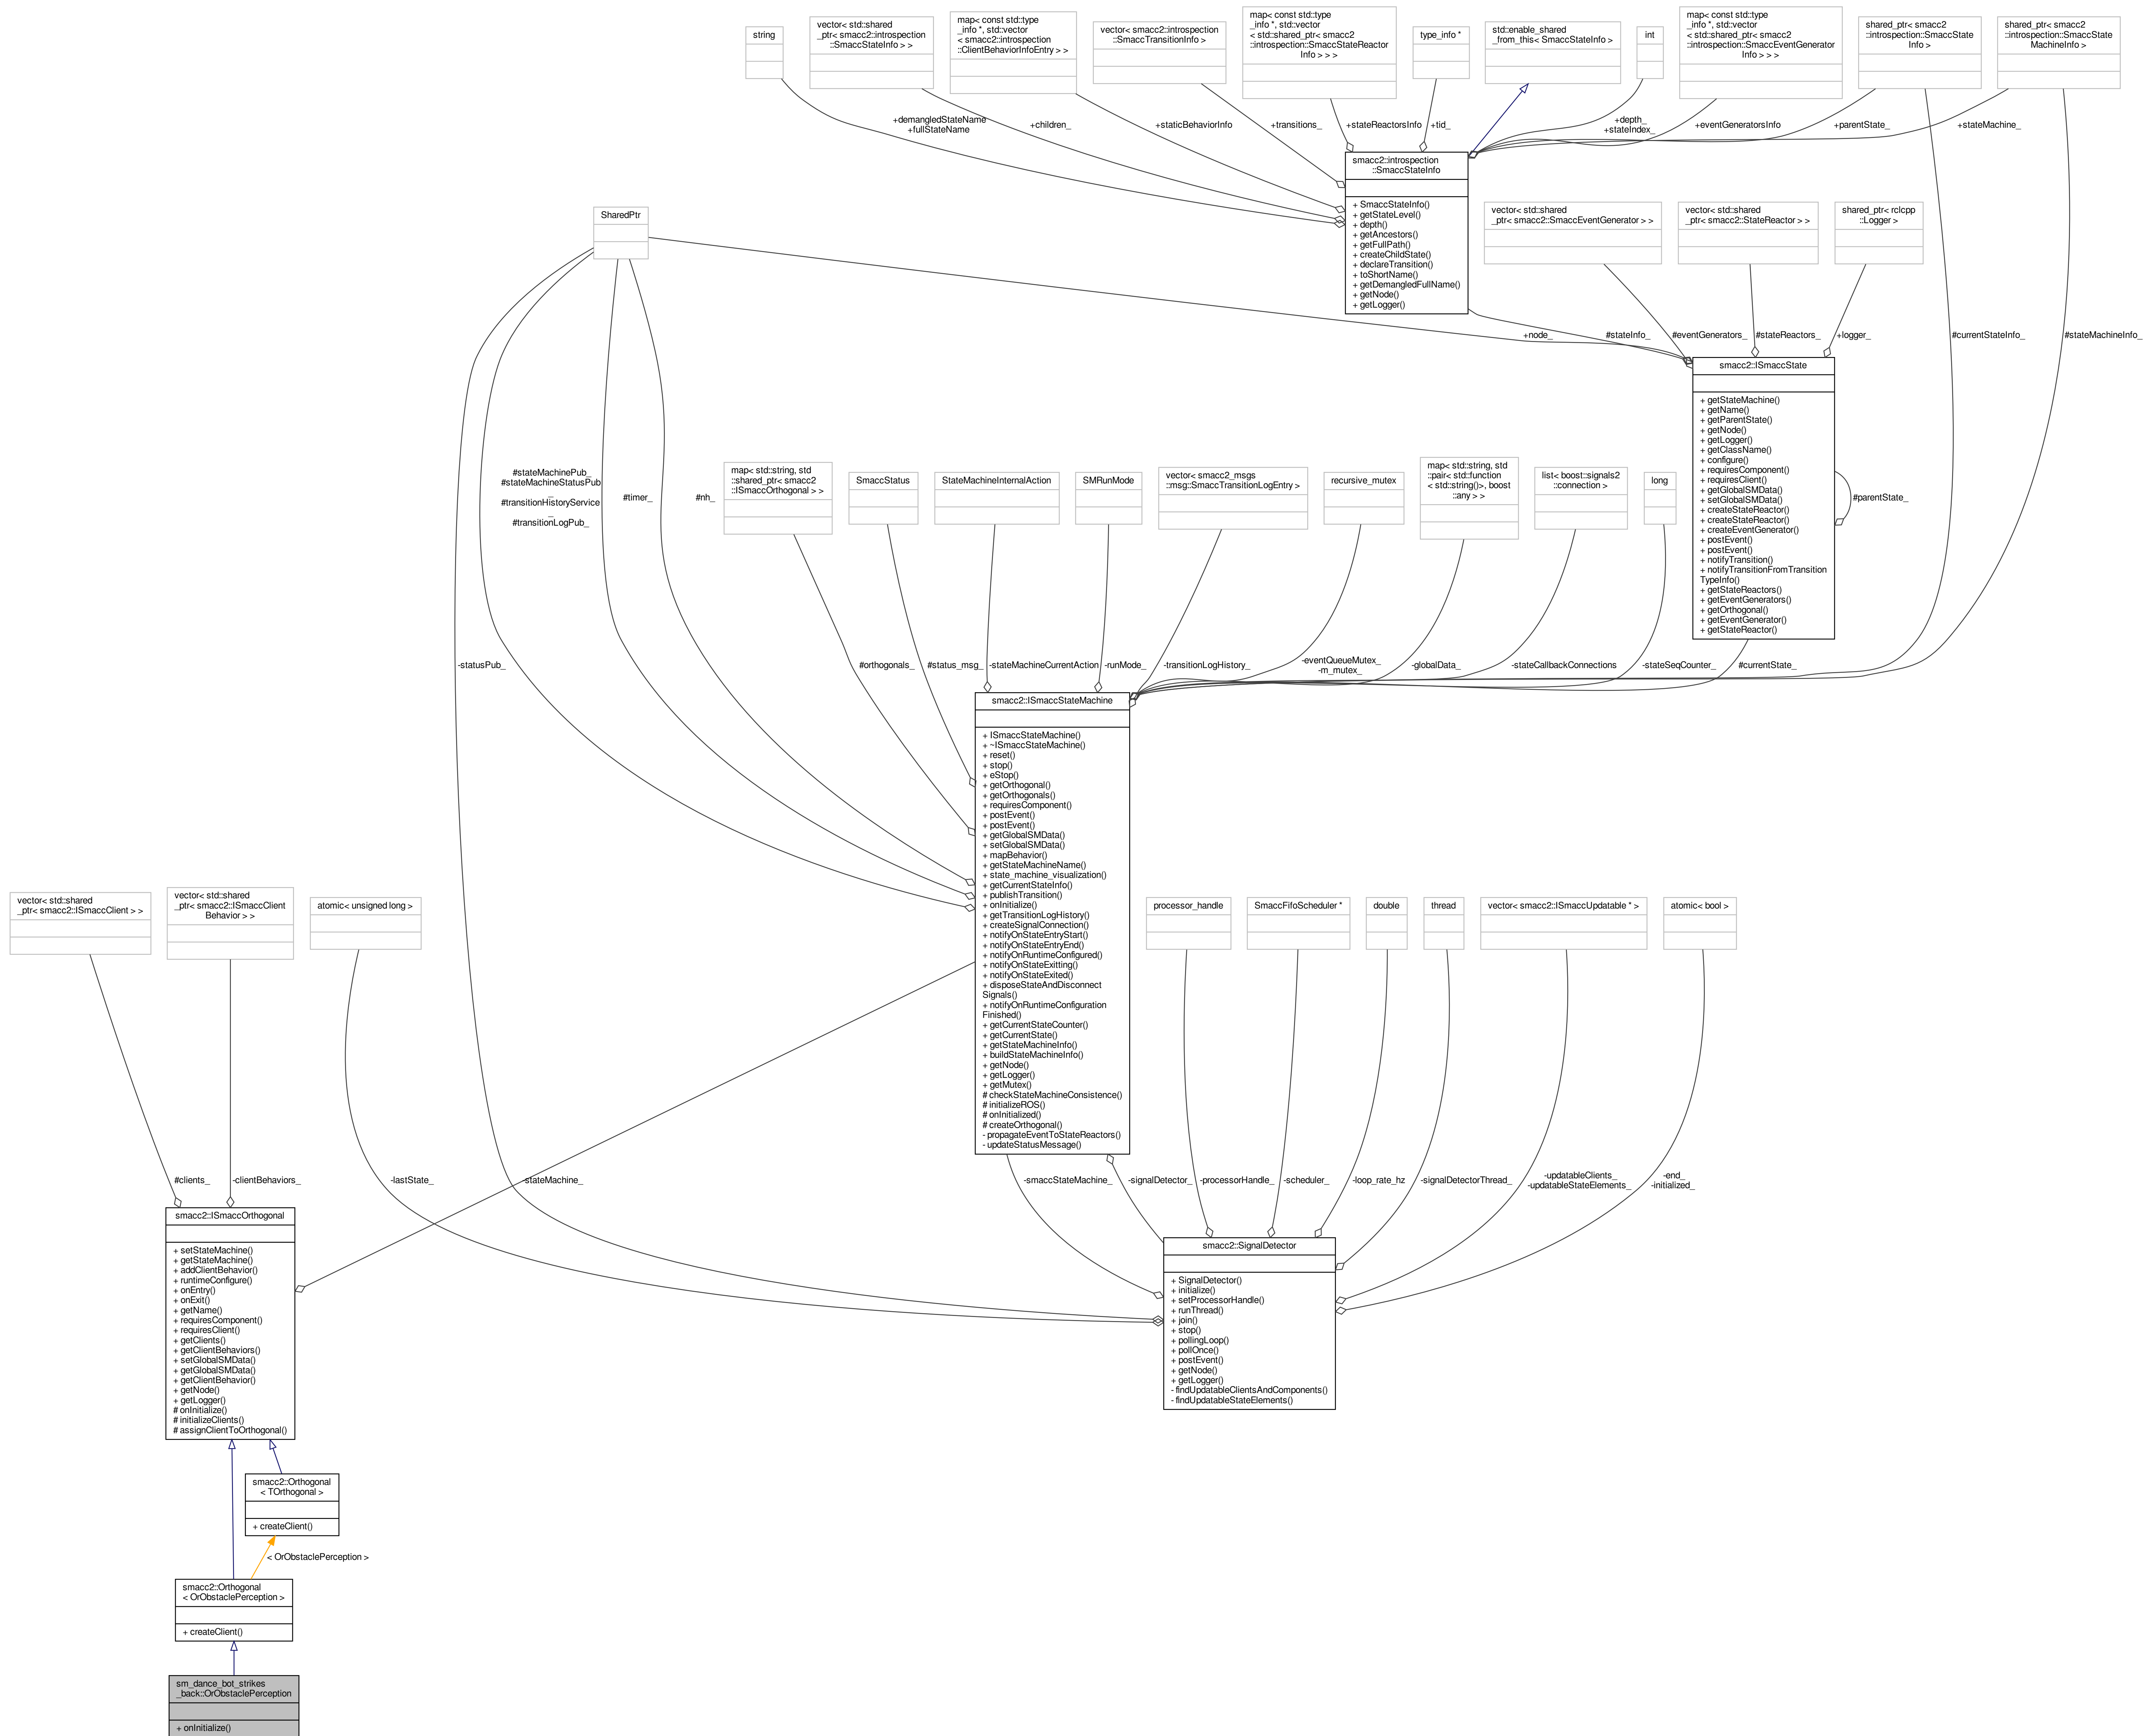 string
vector< std::shared
_ptr< smacc2::introspection
::SmaccStateInfo > >
map< const std::type
_info *, std::vector
< smacc2::introspection
::ClientBehaviorInfoEntry > >
vector< smacc2::introspection
::SmaccTransitionInfo >
map< const std::type
_info *, std::vector
< std::shared_ptr< smacc2
::introspection::SmaccStateReactor
Info > > >
type_info *
std::enable_shared
_from_this< SmaccStateInfo >
int
map< const std::type
_info *, std::vector
< std::shared_ptr< smacc2
::introspection::SmaccEventGenerator
Info > > >
shared_ptr< smacc2
::introspection::SmaccState
Info >
shared_ptr< smacc2
::introspection::SmaccState
MachineInfo >
+demangledStateName
+fullStateName
+children_
+staticBehaviorInfo
+transitions_
+stateReactorsInfo
+tid_
+depth_
+stateIndex_
+eventGeneratorsInfo
+parentState_
+stateMachine_
smacc2::introspection
::SmaccStateInfo
+ SmaccStateInfo()
+ getStateLevel()
+ depth()
+ getAncestors()
+ getFullPath()
+ createChildState()
+ declareTransition()
+ toShortName()
+ getDemangledFullName()
+ getNode()
+ getLogger()
SharedPtr
vector< std::shared
_ptr< smacc2::SmaccEventGenerator > >
vector< std::shared
_ptr< smacc2::StateReactor > >
shared_ptr< rclcpp
::Logger >
+node_
#stateInfo_
#eventGenerators_
#stateReactors_
+logger_
#currentStateInfo_
#stateMachineInfo_
smacc2::ISmaccState
+ getStateMachine()
+ getName()
+ getParentState()
+ getNode()
+ getLogger()
+ getClassName()
+ configure()
+ requiresComponent()
+ requiresClient()
+ getGlobalSMData()
+ setGlobalSMData()
+ createStateReactor()
+ createStateReactor()
+ createEventGenerator()
+ postEvent()
+ postEvent()
+ notifyTransition()
+ notifyTransitionFromTransition
TypeInfo()
+ getStateReactors()
+ getEventGenerators()
+ getOrthogonal()
+ getEventGenerator()
+ getStateReactor()
#parentState_
#stateMachinePub_
#stateMachineStatusPub
_
#transitionHistoryService
_
#transitionLogPub_
#timer_
#nh_
map< std::string, std
::shared_ptr< smacc2
::ISmaccOrthogonal > >
SmaccStatus
StateMachineInternalAction
SMRunMode
vector< smacc2_msgs
::msg::SmaccTransitionLogEntry >
recursive_mutex
map< std::string, std
::pair< std::function
< std::string()>, boost
::any > >
list< boost::signals2
::connection >
long
-statusPub_
#orthogonals_
#status_msg_
-stateMachineCurrentAction
-runMode_
-transitionLogHistory_
-eventQueueMutex_
-m_mutex_
-globalData_
-stateCallbackConnections
-stateSeqCounter_
#currentState_
smacc2::ISmaccStateMachine
+ ISmaccStateMachine()
+ ~ISmaccStateMachine()
+ reset()
+ stop()
+ eStop()
+ getOrthogonal()
+ getOrthogonals()
+ requiresComponent()
+ postEvent()
+ postEvent()
+ getGlobalSMData()
+ setGlobalSMData()
+ mapBehavior()
+ getStateMachineName()
+ state_machine_visualization()
+ getCurrentStateInfo()
+ publishTransition()
+ onInitialize()
+ getTransitionLogHistory()
+ createSignalConnection()
+ notifyOnStateEntryStart()
+ notifyOnStateEntryEnd()
+ notifyOnRuntimeConfigured()
+ notifyOnStateExitting()
+ notifyOnStateExited()
+ disposeStateAndDisconnect
Signals()
+ notifyOnRuntimeConfiguration
Finished()
+ getCurrentStateCounter()
+ getCurrentState()
+ getStateMachineInfo()
+ buildStateMachineInfo()
+ getNode()
+ getLogger()
+ getMutex()
# checkStateMachineConsistence()
# initializeROS()
# onInitialized()
# createOrthogonal()
- propagateEventToStateReactors()
- updateStatusMessage()
vector< std::shared
_ptr< smacc2::ISmaccClient > >
vector< std::shared
_ptr< smacc2::ISmaccClient
Behavior > >
atomic< unsigned long >
processor_handle
SmaccFifoScheduler *
double
thread
vector< smacc2::ISmaccUpdatable * >
atomic< bool >
#clients_
-clientBehaviors_
-lastState_
-stateMachine_
-smaccStateMachine_
-signalDetector_
-processorHandle_
-scheduler_
-loop_rate_hz
-signalDetectorThread_
-updatableClients_
-updatableStateElements_
-end_
-initialized_
smacc2::ISmaccOrthogonal
+ setStateMachine()
+ getStateMachine()
+ addClientBehavior()
+ runtimeConfigure()
+ onEntry()
+ onExit()
+ getName()
+ requiresComponent()
+ requiresClient()
+ getClients()
+ getClientBehaviors()
+ setGlobalSMData()
+ getGlobalSMData()
+ getClientBehavior()
+ getNode()
+ getLogger()
# onInitialize()
# initializeClients()
# assignClientToOrthogonal()
smacc2::SignalDetector
+ SignalDetector()
+ initialize()
+ setProcessorHandle()
+ runThread()
+ join()
+ stop()
+ pollingLoop()
+ pollOnce()
+ postEvent()
+ getNode()
+ getLogger()
- findUpdatableClientsAndComponents()
- findUpdatableStateElements()
smacc2::Orthogonal
< TOrthogonal >
+ createClient()
< OrObstaclePerception >
smacc2::Orthogonal
< OrObstaclePerception >
+ createClient()
sm_dance_bot_strikes
_back::OrObstaclePerception
+ onInitialize()